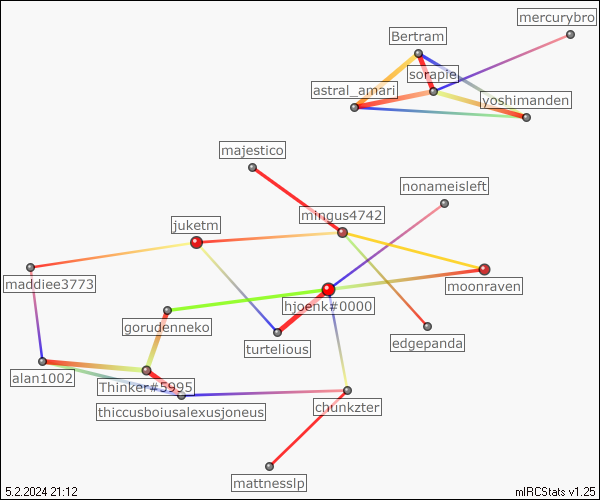 mercurybro
Bertram
sorapie
astral_amari
yoshimanden
majestico
nonameisleft
mingus4742
juketm
maddiee3773
moonraven
hjoenk#0000
gorudenneko
edgepanda
turtelious
alan1002
Thinker#5995
thiccusboiusalexusjoneus
chunkzter
mattnesslp
5.2.2024 21:12
mIRCStats v1.25